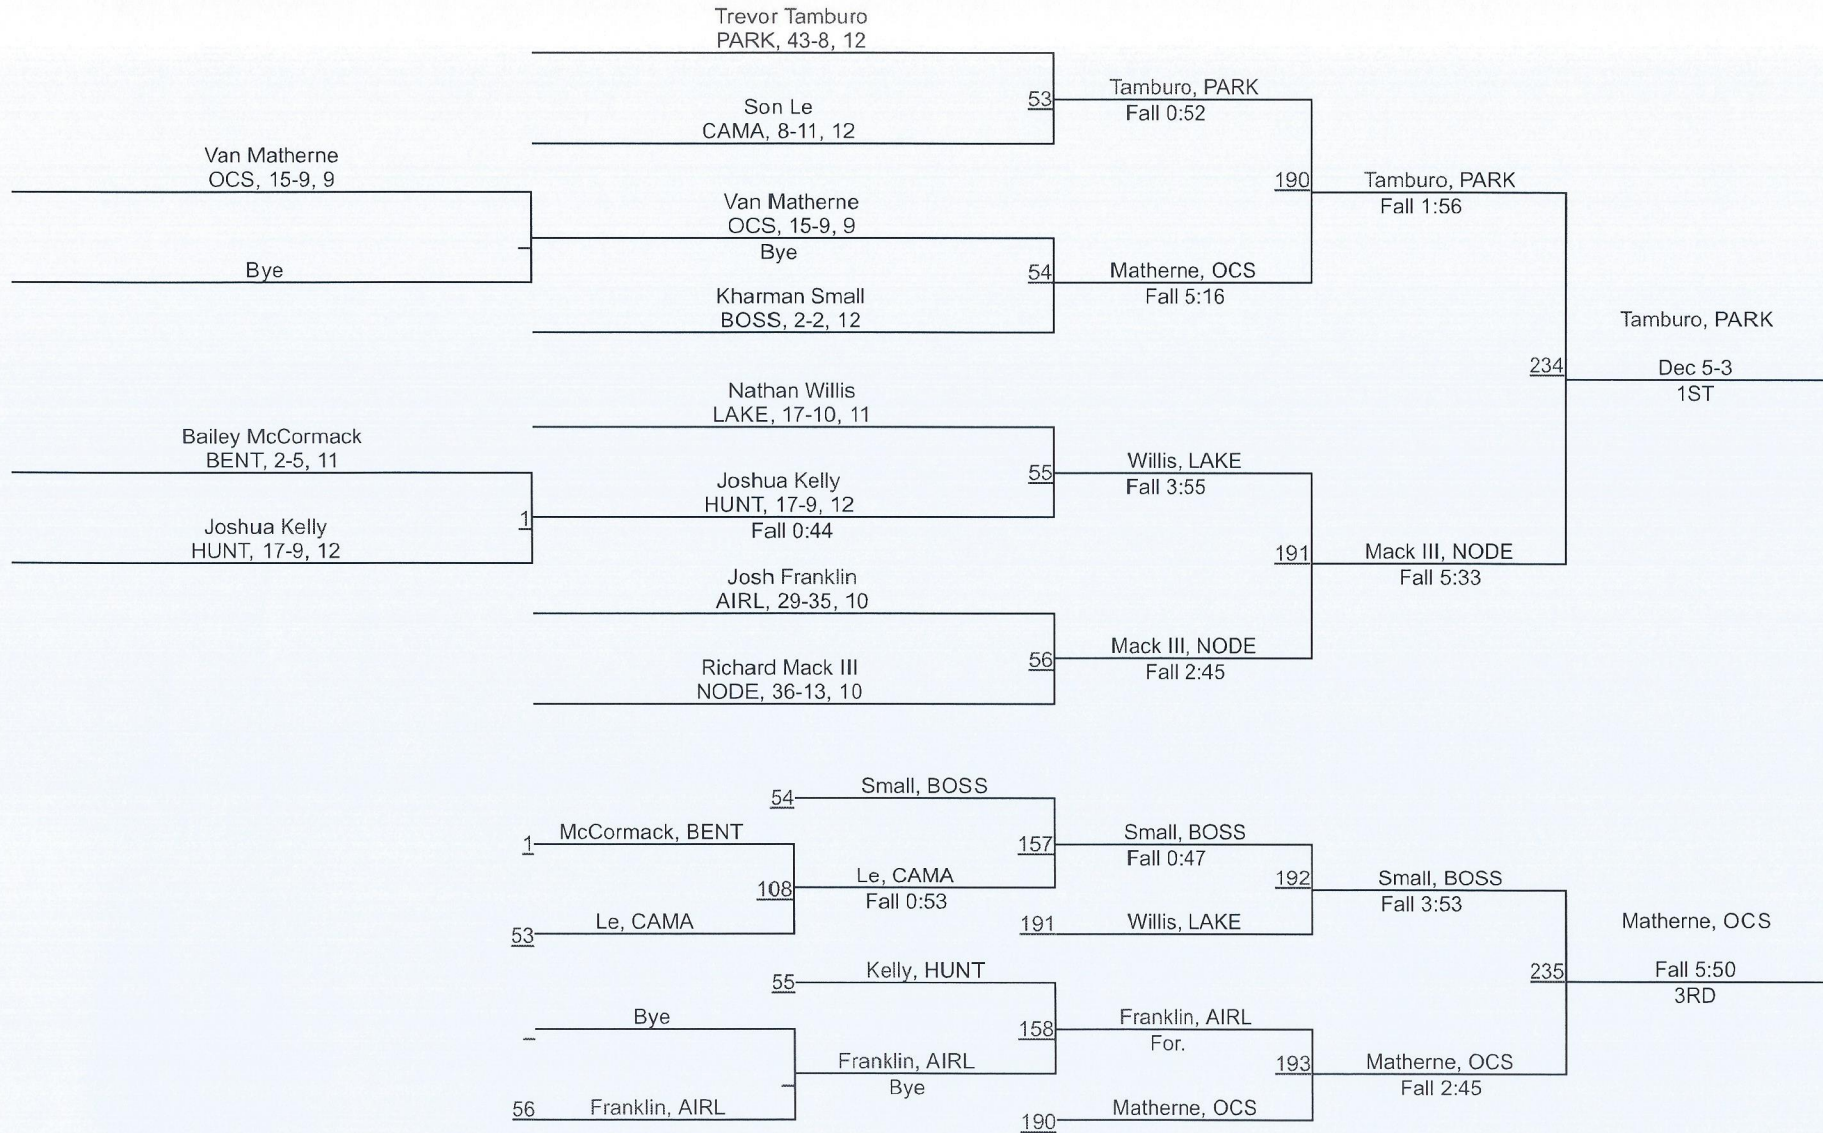 Trevor Tamburo
PARK, 43-8, 12
Son Le
CAMA, 8-11, 12
53
Tamburo, PARK
Fall 0:52
Van Matherne
OCS, 15-9, 9
Bye
Van Matherne
OCS, 15-9, 9
Bye
Kharman Small
BOSS, 2-2, 12
54
Matherne, OCS
Fall 5:16
190
Tamburo, PARK
Fall 1:56
Nathan Willis
LAKE, 17-10, 11
Bailey McCormack
BENT, 2-5, 11
Joshua Kelly
HUNT, 17-9, 12
1
Joshua Kelly
HUNT, 17-9, 12
Fall 0:44
55
Willis, LAKE
Fall 3:55
Josh Franklin
AIRL, 29-35, 10
Richard Mack III
NODE, 36-13, 10
56
Mack III, NODE
Fall 2:45
191
Mack III, NODE
Fall 5:33
234
Tamburo, PARK
Dec 5-3
1ST
54
Small, BOSS
1
McCormack, BENT
53
Le, CAMA
108
Le, CAMA
Fall 0:53
157
Small, BOSS
Fall 0:47
191
Willis, LAKE
192
Small, BOSS
Fall 3:53
55
Kelly, HUNT
Bye
56
Franklin, AIRL
Franklin, AIRL
Bye
158
Franklin, AIRL
For.
190
Matherne, OCS
193
Matherne, OCS
Fall 2:45
235
Matherne, OCS
Fall 5:50
3RD